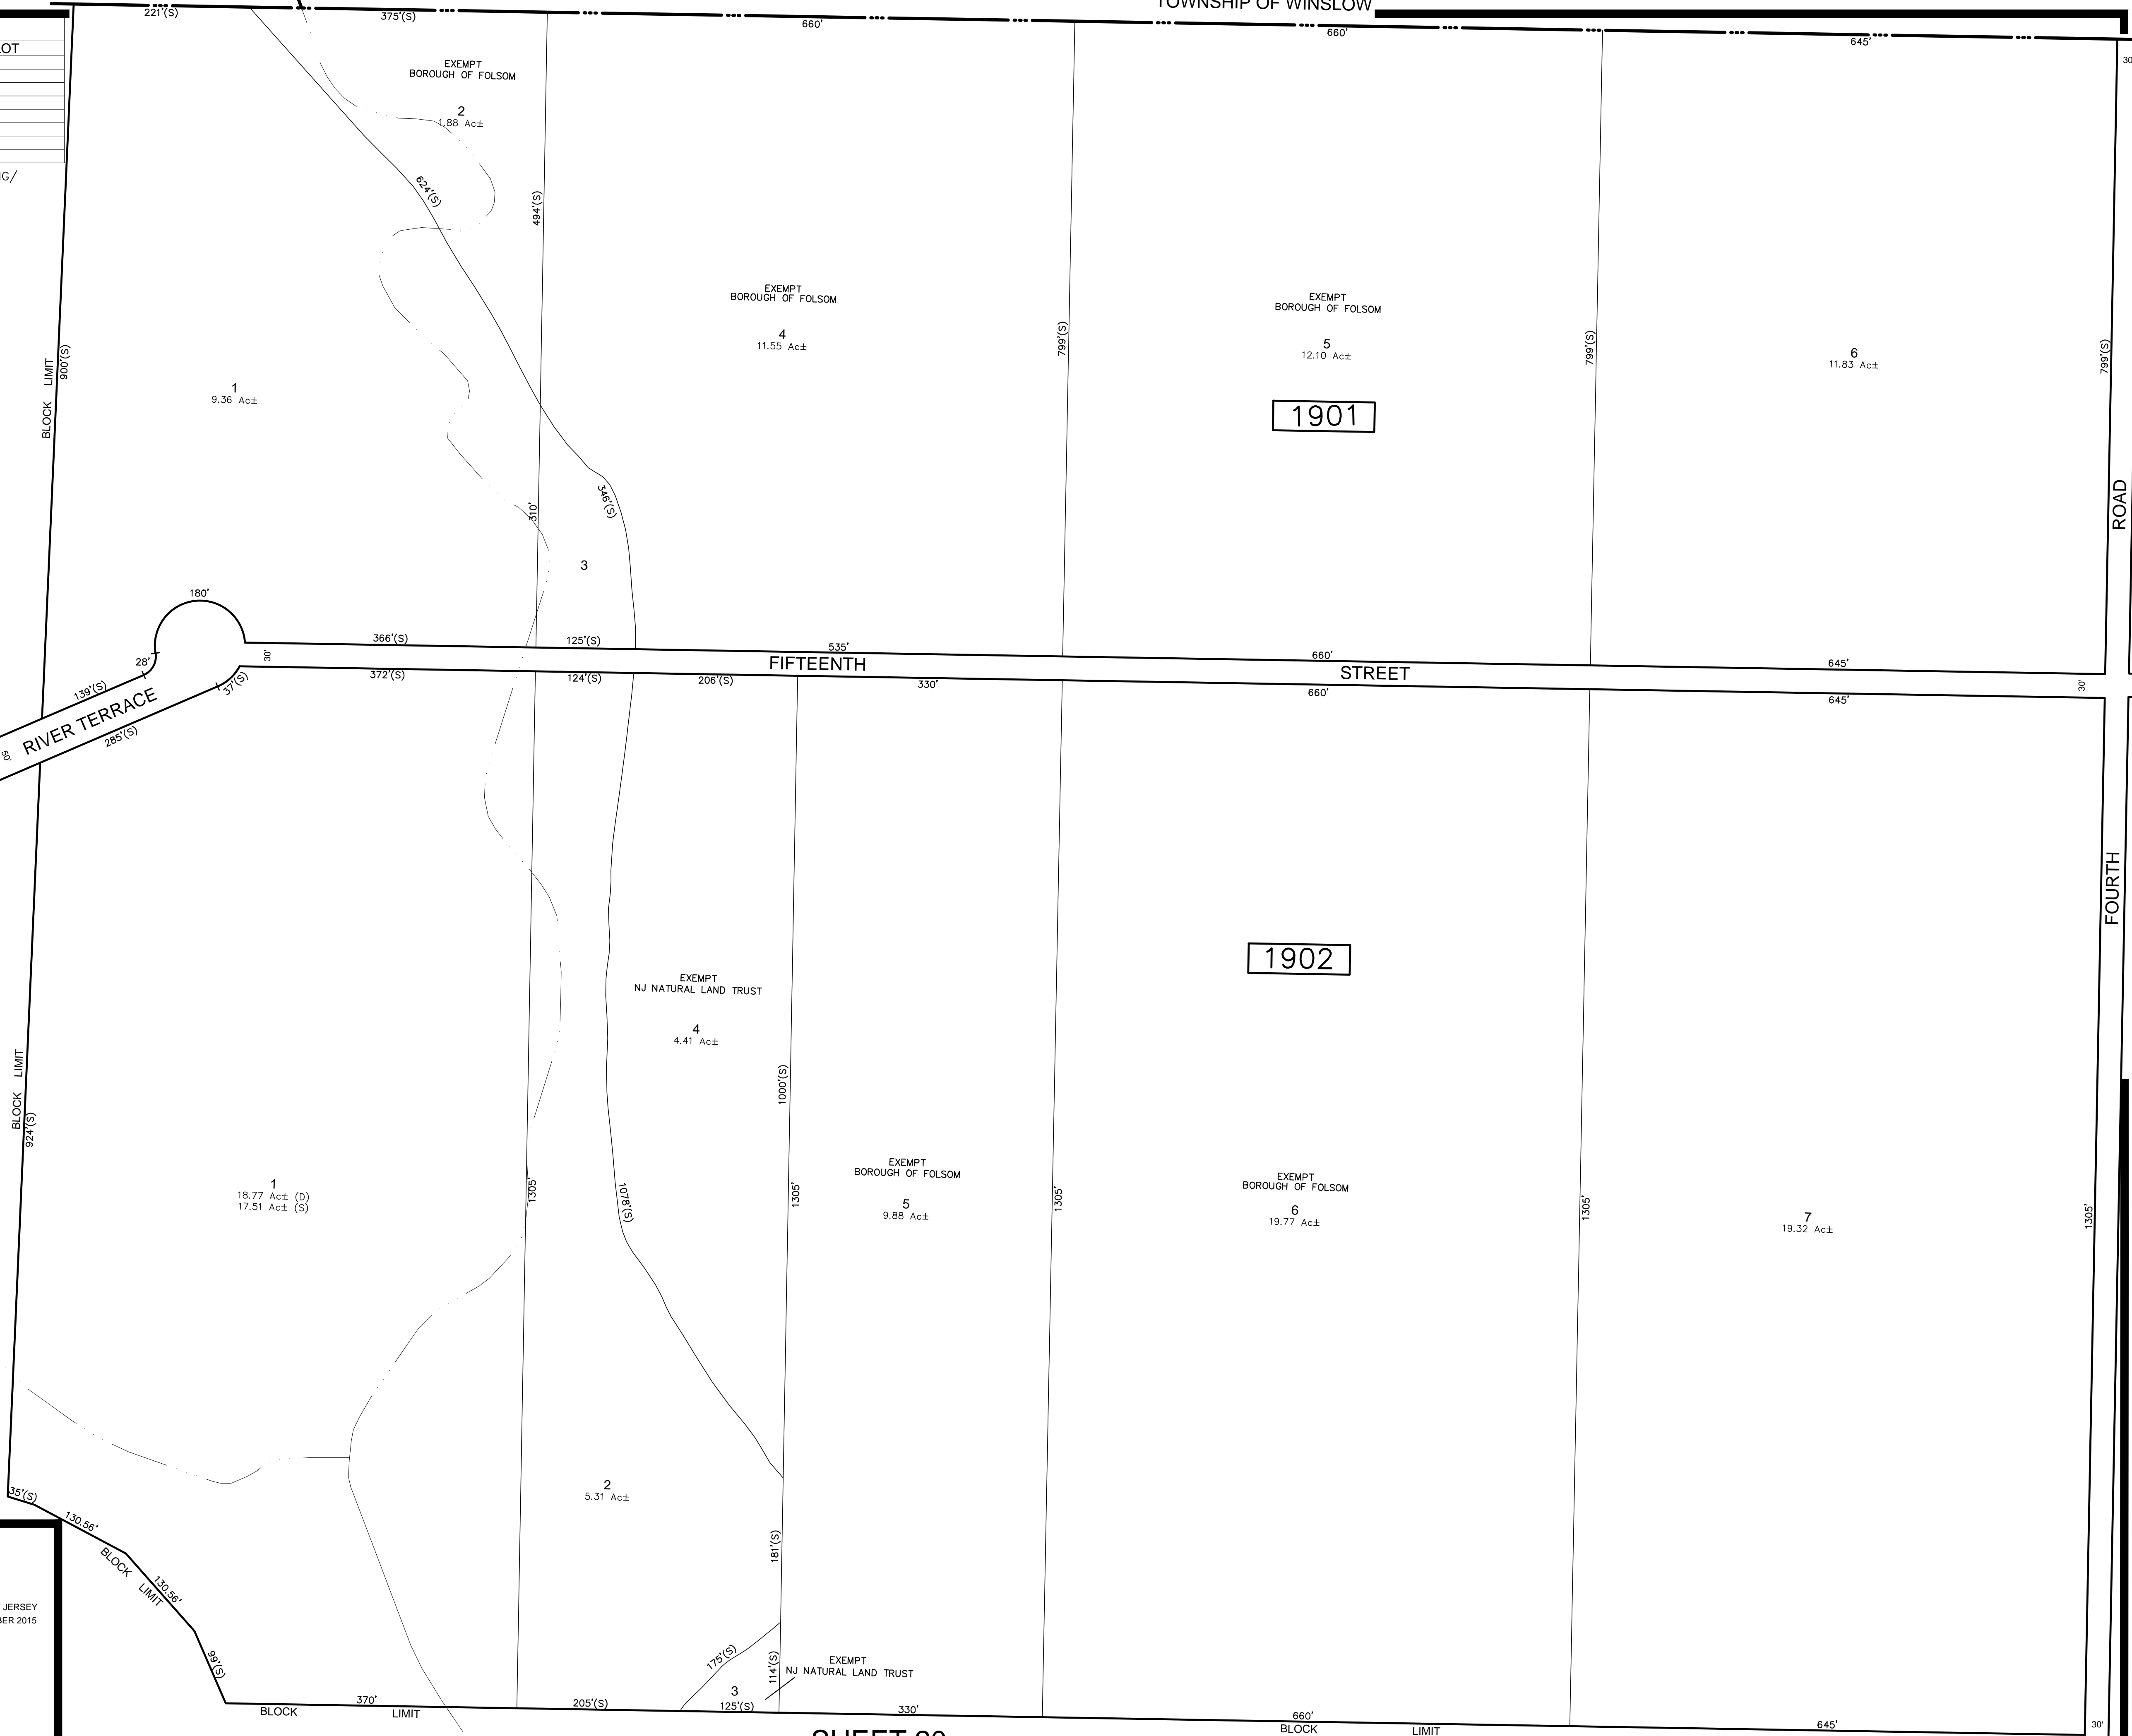 TOWNSHIP OF WINSLOW
221'(S)
375'(S)
660'
660'
645'
30'
LOT
EXEMPT
BOROUGH OF FOLSOM
2
1.88 Ac±
624'(S)
494'(S)
BLOCK LIMIT
900'(S)
1
9.36 Ac±
EXEMPT
BOROUGH OF FOLSOM
4
11.55 Ac±
799'(S)
EXEMPT
BOROUGH OF FOLSOM
5
12.10 Ac±
1901
799'(S)
6
11.83 Ac±
799'(S)
310'
346'(S)
3
ROAD
180'
28'
139'(S)
RIVER TERRACE
50'
285'(S)
37'(S)
30'
366'(S)
125'(S)
535'
660'
645'
FIFTEENTH STREET
30'
372'(S)
124'(S)
206'(S)
330'
660'
645'
FOURTH
1902
EXEMPT
NJ NATURAL LAND TRUST
4
4.41 Ac±
1000'(S)
BLOCK LIMIT
924'(S)
1
18.77 Ac± (D)
17.51 Ac± (S)
1305'
1078'(S)
1305'
EXEMPT
BOROUGH OF FOLSOM
5
9.88 Ac±
1305'
EXEMPT
BOROUGH OF FOLSOM
6
19.77 Ac±
1305'
7
19.32 Ac±
1305'
2
5.31 Ac±
35'(S)
130.56'
BLOCK LIMIT
130.56'
99'(S)
181'(S)
175'(S)
114'(S)
EXEMPT
NJ NATURAL LAND TRUST
3
125'(S)
JERSEY
BER 2015
370'
205'(S)
330'
660'
645'
30'
BLOCK LIMIT
BLOCK LIMIT